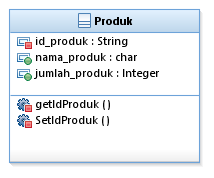 Produk
id_produk : String
nama_produk : char
jumlah_produk : Integer
getIdProduk ( )
SetIdProduk ( )